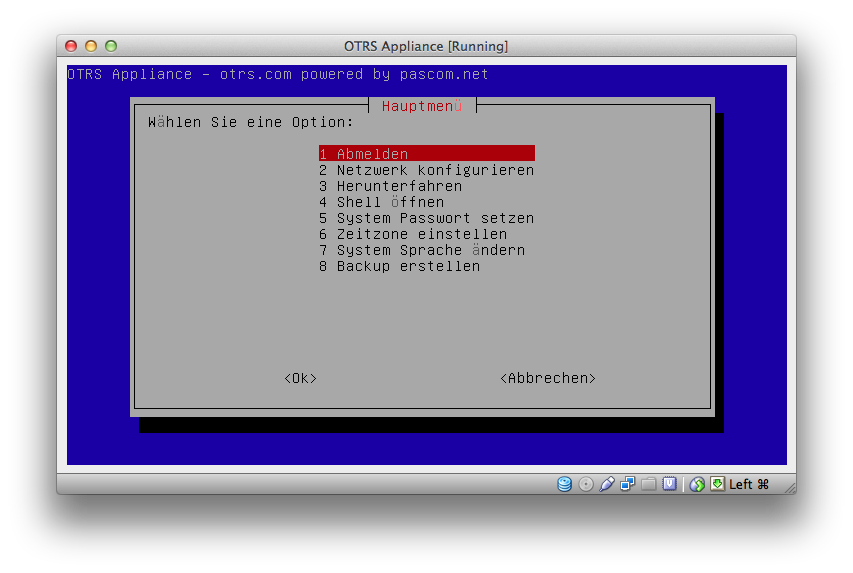 OTRS Appliance [Running]
OTRS Appliance - otrs.com powered by pascom.net
Hauptmenü
Wählen Sie eine Option:
1 Abmelden
2 Netzwerk konfigurieren
3 Herunterfahren
4 Shell öffnen
5 System Passwort setzen
6 Zeitzone einstellen
7 System Sprache ändern
8 Backup erstellen
<Ok> <Abbrechen>
Left ⌘